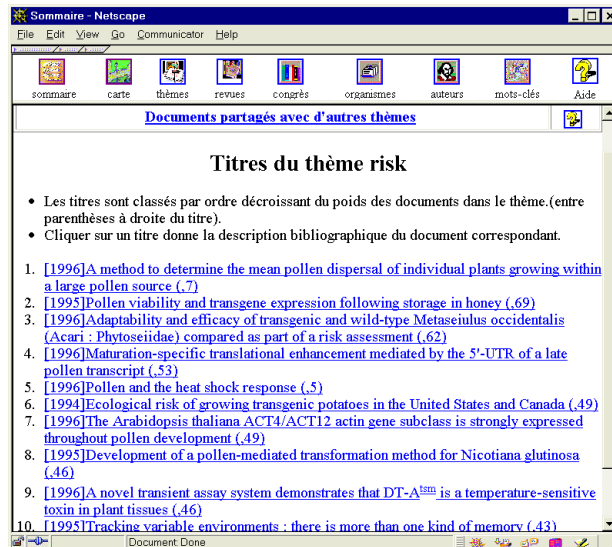 Sommaire - Netscape
File Edit View Go Communicator Help
sommaire carte thèmes revues congrès organismes auteurs mots-clés Aide
Documents partagés avec d'autres thèmes
Titres du thème risk
• Les titres sont classés par ordre décroissant du poids des documents dans le thème.(entre
parenthèses à droite du titre).
• Cliquer sur un titre donne la description bibliographique du document correspondant.
1. [1996]A method to determine the mean pollen dispersal of individual plants growing within
a large pollen source (,7)
2. [1995]Pollen viability and transgene expression following storage in honey (,69)
3. [1996]Adaptability and efficacy of transgenic and wild-type Metaseiulus occidentalis
(Acari : Phytoseiidae) compared as part of a risk assessment (,62)
4. [1996]Maturation-specific translational enhancement mediated by the 5'-UTR of a late
pollen transcript (,53)
5. [1996]Pollen and the heat shock response (,5)
6. [1994]Ecological risk of growing transgenic potatoes in the United States and Canada (,49)
7. [1996]The Arabidopsis thaliana ACT4/ACT12 actin gene subclass is strongly expressed
throughout pollen development (,49)
8. [1995]Development of a pollen-mediated transformation method for Nicotiana glutinosa
(,46)
9. [1996]A novel transient assay system demonstrates that DT-Atsm is a temperature-sensitive
toxin in plant tissues (,46)
10. [1995]Tracking variable environments : there is more than one kind of memory (,43)
Document: Done